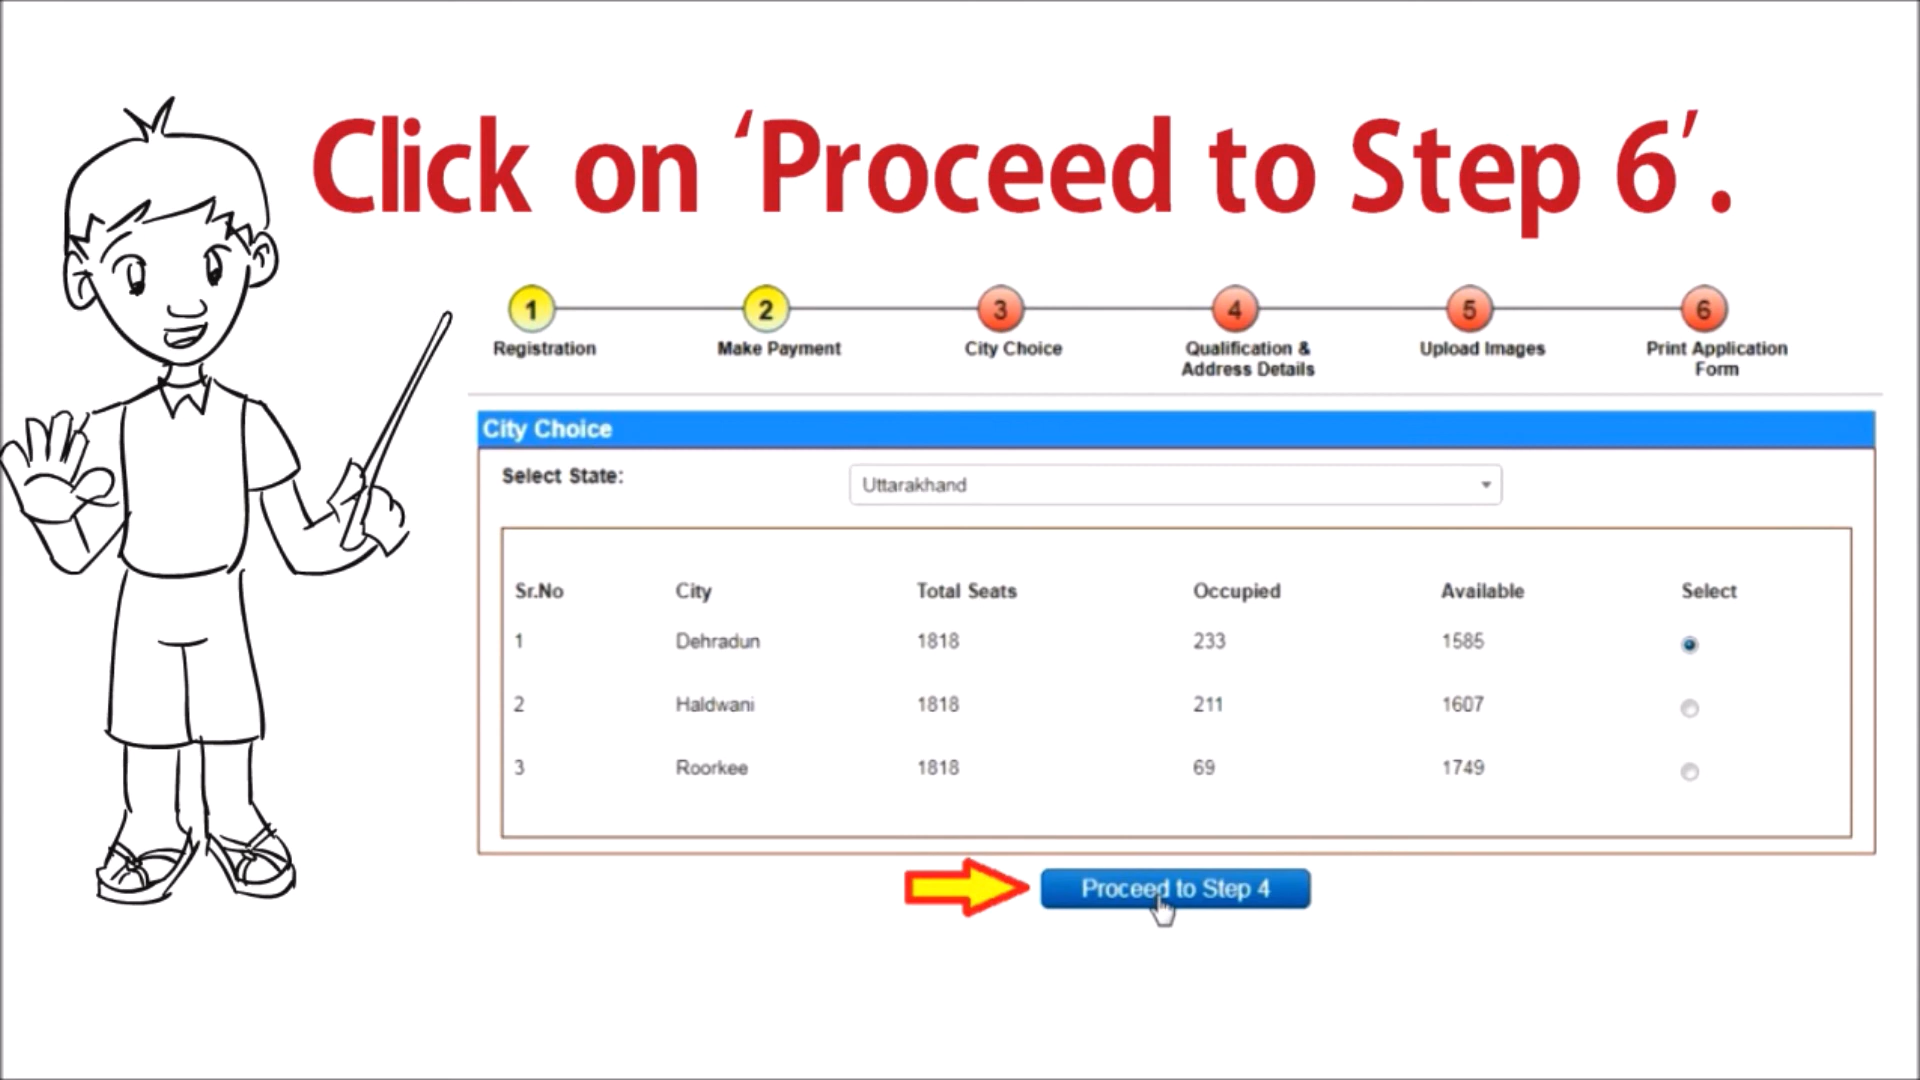 Click on ‘Proceed to Step 6’.
1 2 3 4 5 6
Registration Make Payment City Choice Qualification & Upload Images Print Application
Address Details Form
City Choice
Select State: Uttarakhand
Sr.No City Total Seats Occupied Available Select
1 Dehradun 1818 233 1585
2 Haldwani 1818 211 1607
3 Roorkee 1818 69 1749
Proceed to Step 4